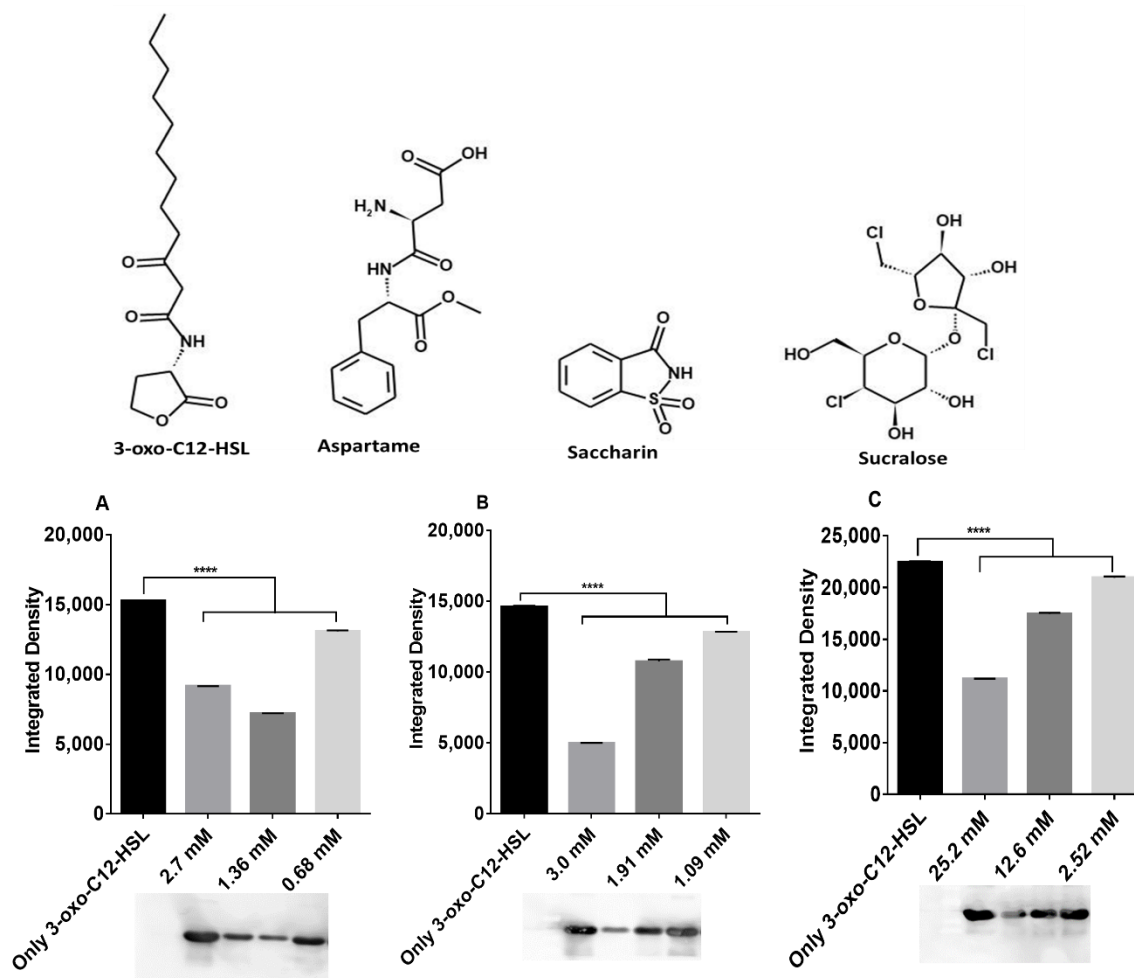 O
O
N
H
O
O
3-oxo-C12-HSL
O
OH
H₂N
HN
O
O
O
Aspartame
O
NH
S
O
O
Saccharin
OH
Cl
OH
O
O
HO
O
Cl
Cl
OH
OH
Sucralose
A
Integrated Density
20,000
15,000
10,000
5,000
0
****
Only 3-oxo-C12-HSL
2.7 mM
1.36 mM
0.68 mM
B
Integrated Density
20,000
15,000
10,000
5,000
0
****
Only 3-oxo-C12-HSL
3.0 mM
1.91 mM
1.09 mM
C
Integrated Density
25,000
20,000
15,000
10,000
5,000
0
****
Only 3-oxo-C12-HSL
25.2 mM
12.6 mM
2.52 mM